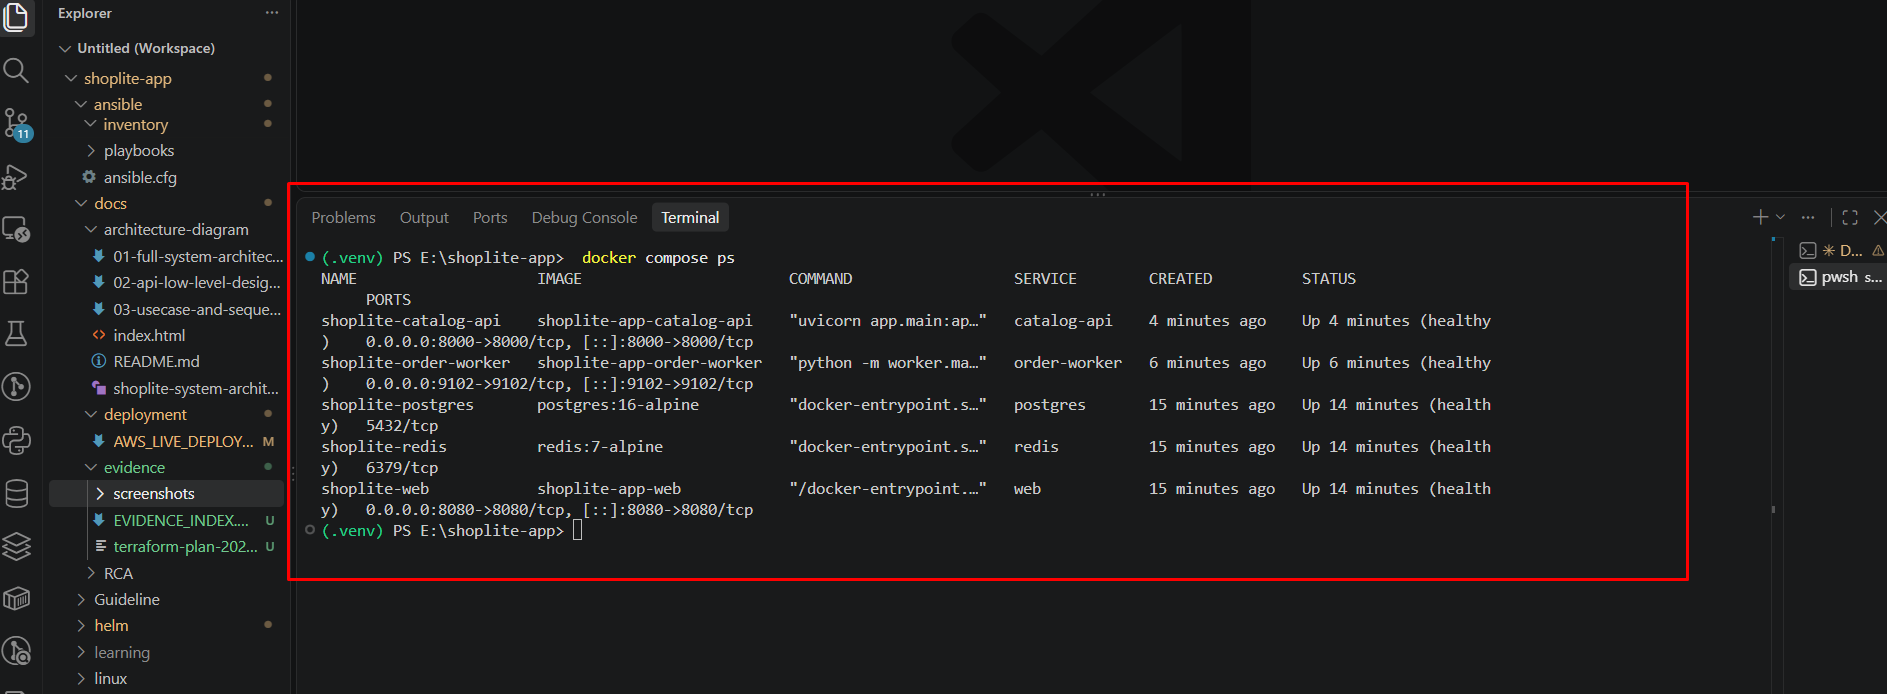 Explorer
Untitled (Workspace)
shoplite-app
ansible
inventory
playbooks
ansible.cfg
docs
architecture-diagram
01-full-system-architec...
02-api-low-level-desig...
03-usecase-and-seque...
index.html
README.md
shoplite-system-archit...
deployment
AWS_LIVE_DEPLOY... M
evidence
screenshots
EVIDENCE_INDEX.... U
terraform-plan-202... U
RCA
Guideline
helm
learning
linux
11
Problems Output Ports Debug Console Terminal
(.venv) PS E:\shoplite-app> docker compose ps
NAME IMAGE COMMAND SERVICE CREATED STATUS
PORTS
shoplite-catalog-api shoplite-app-catalog-api "uvicorn app.main:ap…" catalog-api 4 minutes ago Up 4 minutes (healthy
) 0.0.0.0:8000->8000/tcp, [::]:8000->8000/tcp
shoplite-order-worker shoplite-app-order-worker "python -m worker.ma…" order-worker 6 minutes ago Up 6 minutes (healthy
) 0.0.0.0:9102->9102/tcp, [::]:9102->9102/tcp
shoplite-postgres postgres:16-alpine "docker-entrypoint.s…" postgres 15 minutes ago Up 14 minutes (health
y) 5432/tcp
shoplite-redis redis:7-alpine "docker-entrypoint.s…" redis 15 minutes ago Up 14 minutes (health
y) 6379/tcp
shoplite-web shoplite-app-web "/docker-entrypoint.…" web 15 minutes ago Up 14 minutes (health
y) 0.0.0.0:8080->8080/tcp, [::]:8080->8080/tcp
(.venv) PS E:\shoplite-app>
D...
pwsh s...